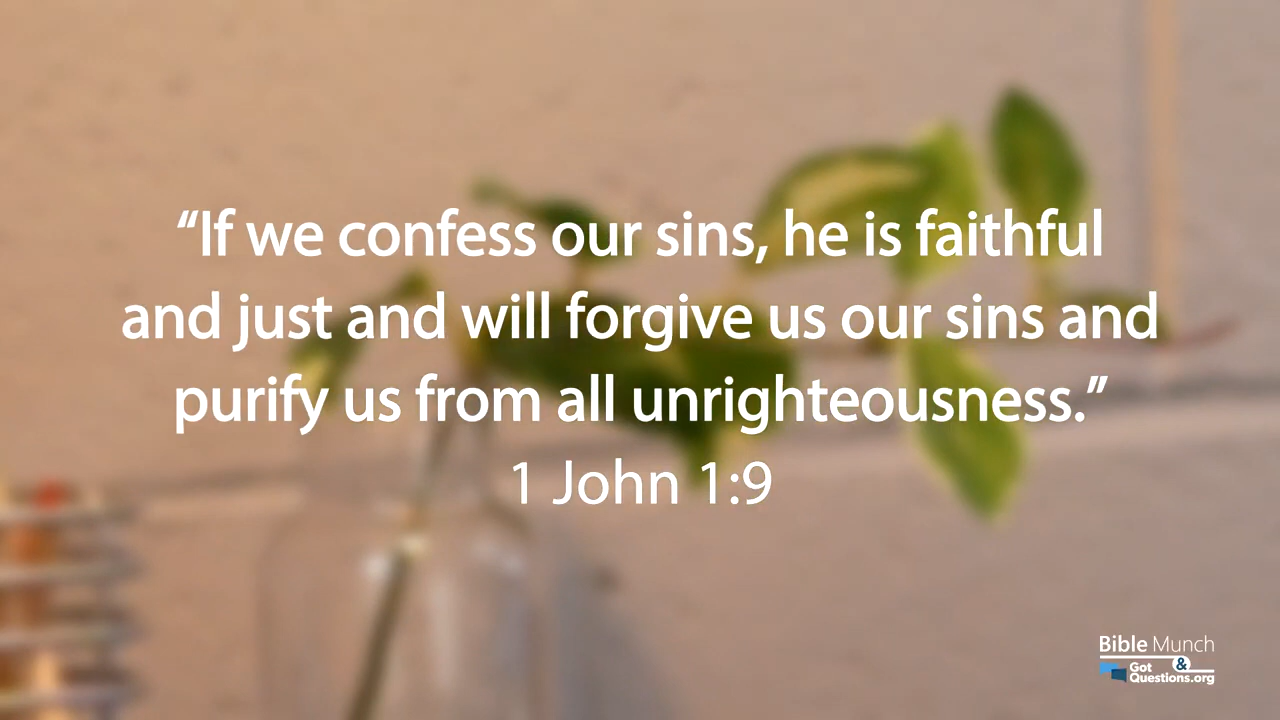 “If we confess our sins, he is faithful
and just and will forgive us our sins and
purify us from all unrighteousness.”
1 John 1:9
Bible Munch
&
Got
Questions.org